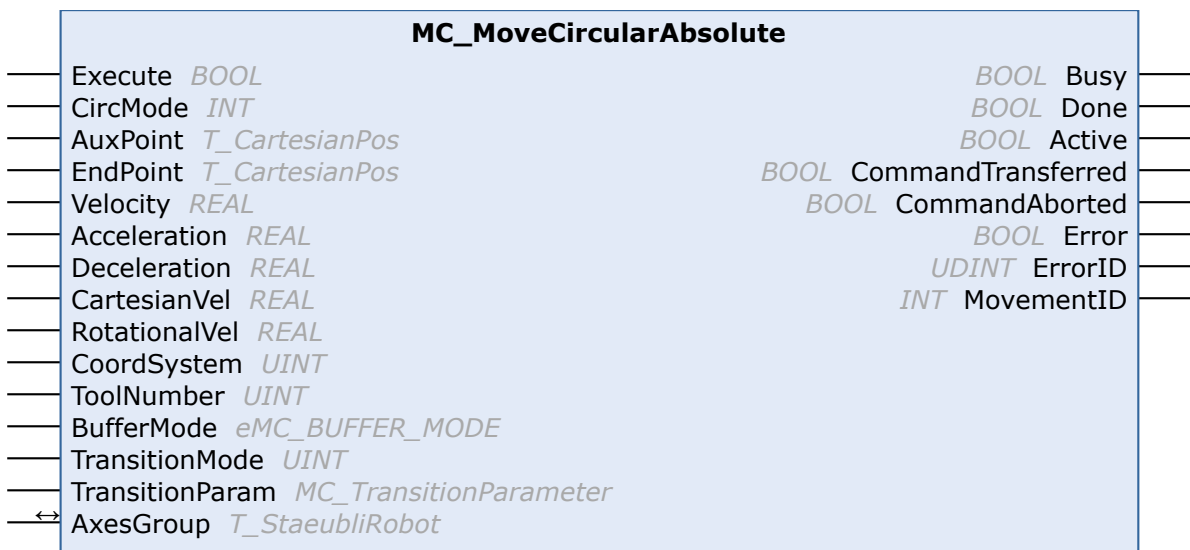 MC_MoveCircularAbsolute
Execute BOOL BOOL Busy
CircMode INT BOOL Done
AuxPoint T_CartesianPos BOOL Active
EndPoint T_CartesianPos BOOL CommandTransferred
Velocity REAL BOOL CommandAborted
Acceleration REAL BOOL Error
Deceleration REAL UDINT ErrorID
CartesianVel REAL INT MovementID
RotationalVel REAL
CoordSystem UINT
ToolNumber UINT
BufferMode eMC_BUFFER_MODE
TransitionMode UINT
TransitionParam MC_TransitionParameter
↔ AxesGroup T_StaeubliRobot